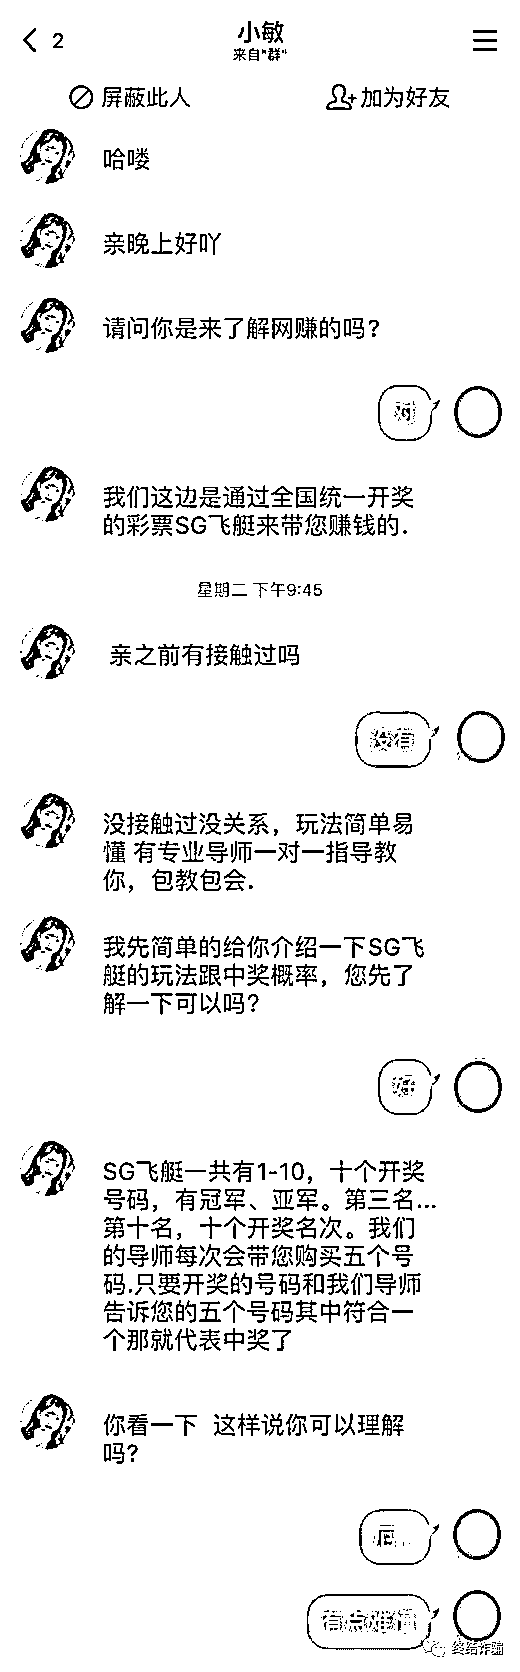 2
小敏
来自"群"
屏蔽此人
加为好友
哈喽
亲晚上好吖
请问你是来了解网赚的吗?
我们这边是通过全国统一开奖
的彩票SG飞艇来带您赚钱的.
星期二 下午9:45
亲之前有接触过吗
没有
没接触过没关系，玩法简单易
懂 有专业导师一对一指导教
你，包教包会.
我先简单的给你介绍一下SG飞
艇的玩法跟中奖概率，您先了
解一下可以吗?
好
SG飞艇一共有1-10，十个开奖
号码，有冠军、亚军。第三名...
第十名，十个开奖名次。我们
的导师每次会带您购买五个号
码.只要开奖的号码和我们导师
告诉您的五个号码其中符合一
个那就代表中奖了
你看一下 这样说你可以理解
吗?
有点难懂
终结诈骗